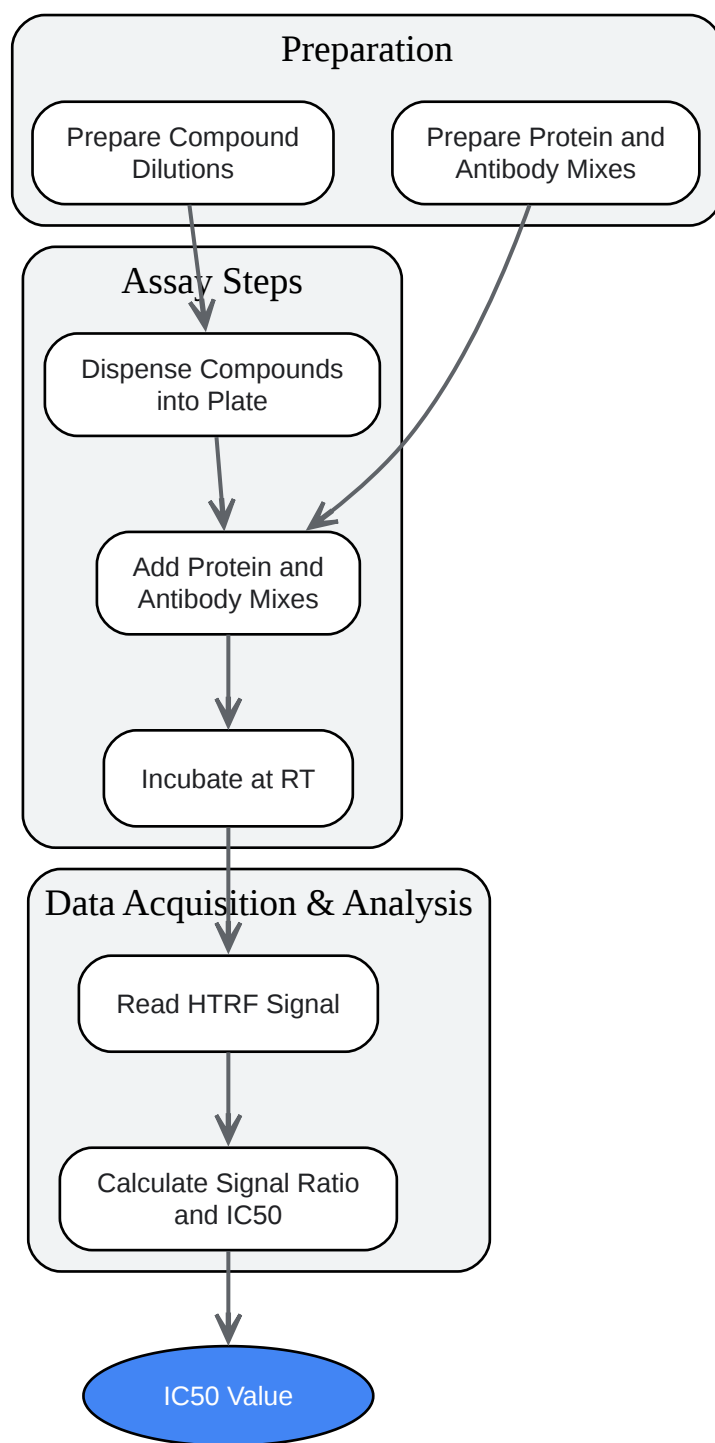 Preparation
Prepare Compound
Dilutions
Prepare Protein and
Antibody Mixes
Assay Steps
Dispense Compounds
into Plate
Add Protein and
Antibody Mixes
Incubate at RT
Data Acquisition & Analysis
Read HTRF Signal
Calculate Signal Ratio
and IC50
IC50 Value